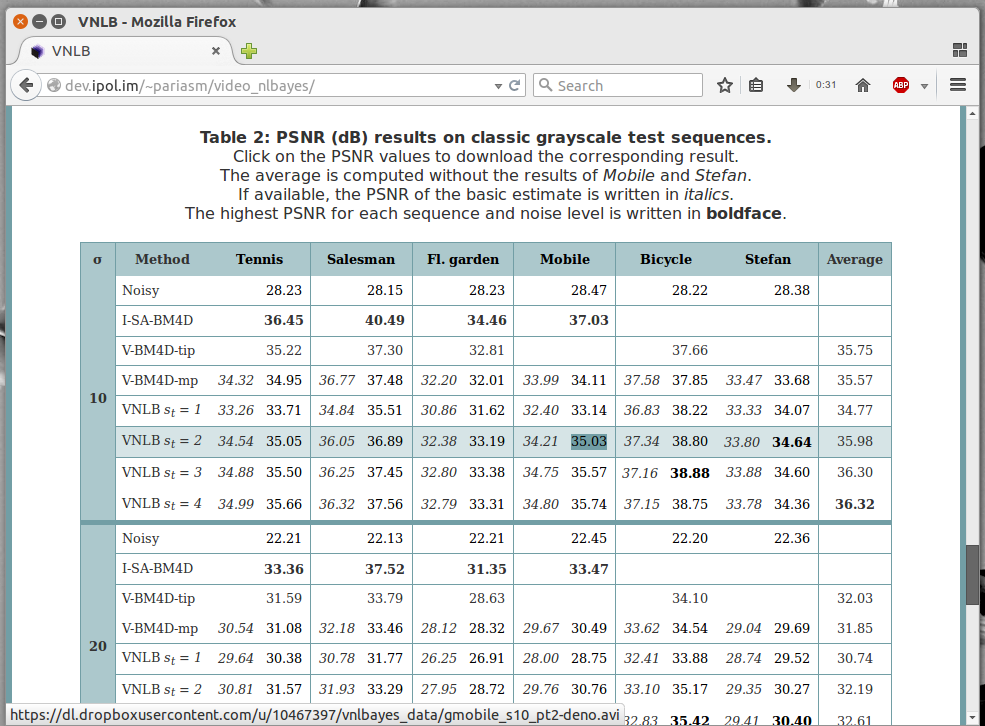 VNLB - Mozilla Firefox
VNLB
dev.ipol.im/~pariasm/video_nlbayes/
Search
0:31
ABP
Table 2: PSNR (dB) results on classic grayscale test sequences.
Click on the PSNR values to download the corresponding result.
The average is computed without the results of Mobile and Stefan.
If available, the PSNR of the basic estimate is written in italics.
The highest PSNR for each sequence and noise level is written in boldface.
σ Method Tennis Salesman Fl. garden Mobile Bicycle Stefan Average
10
Noisy 28.23 28.15 28.23 28.47 28.22 28.38
I-SA-BM4D 36.45 40.49 34.46 37.03
V-BM4D-tip 35.22 37.30 32.81 37.66 35.75
V-BM4D-mp 34.32 34.95 36.77 37.48 32.20 32.01 33.99 34.11 37.58 37.85 33.47 33.68 35.57
VNLB st = 1 33.26 33.71 34.84 35.51 30.86 31.62 32.40 33.14 36.83 38.22 33.33 34.07 34.77
VNLB st = 2 34.54 35.05 36.05 36.89 32.38 33.19 34.21 35.03 37.34 38.80 33.80 34.64 35.98
VNLB st = 3 34.88 35.50 36.25 37.45 32.80 33.38 34.75 35.57 37.16 38.88 33.88 34.60 36.30
VNLB st = 4 34.99 35.66 36.32 37.56 32.79 33.31 34.80 35.74 37.15 38.75 33.78 34.36 36.32
20
Noisy 22.21 22.13 22.21 22.45 22.20 22.36
I-SA-BM4D 33.36 37.52 31.35 33.47
V-BM4D-tip 31.59 33.79 28.63 34.10 32.03
V-BM4D-mp 30.54 31.08 32.18 33.46 28.12 28.32 29.67 30.49 33.62 34.54 29.04 29.69 31.85
VNLB st = 1 29.64 30.38 30.78 31.77 26.25 26.91 28.00 28.75 32.41 33.88 28.74 29.52 30.74
VNLB st = 2 30.81 31.57 31.93 33.29 27.95 28.72 29.76 30.76 33.10 35.17 29.35 30.27 32.19
32.83 35.42 29.41 30.40 32.61
https://dl.dropboxusercontent.com/u/10467397/vnlbayes_data/gmobile_s10_pt2-deno.avi